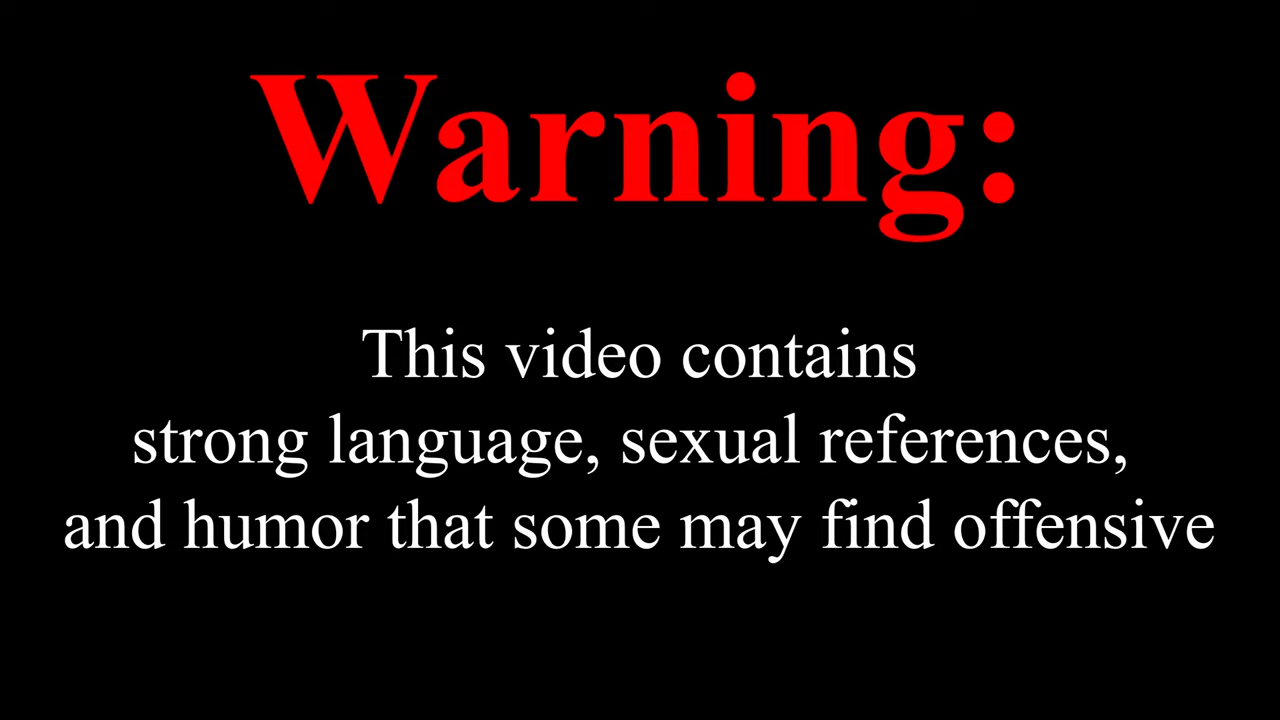 Warning:
This video contains
strong language, sexual references,
and humor that some may find offensive